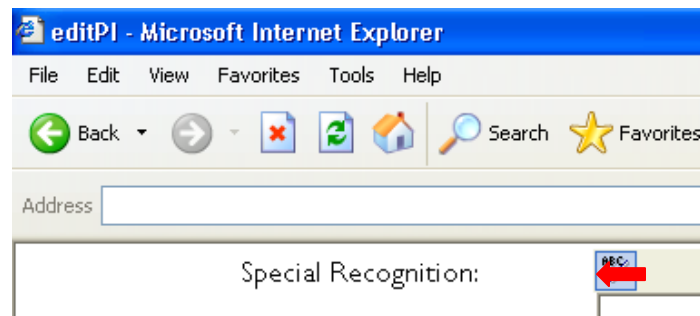 editPI - Microsoft Internet Explorer
File Edit View Favorites Tools Help
Back Search Favorites
Address
Special Recognition:
ABC